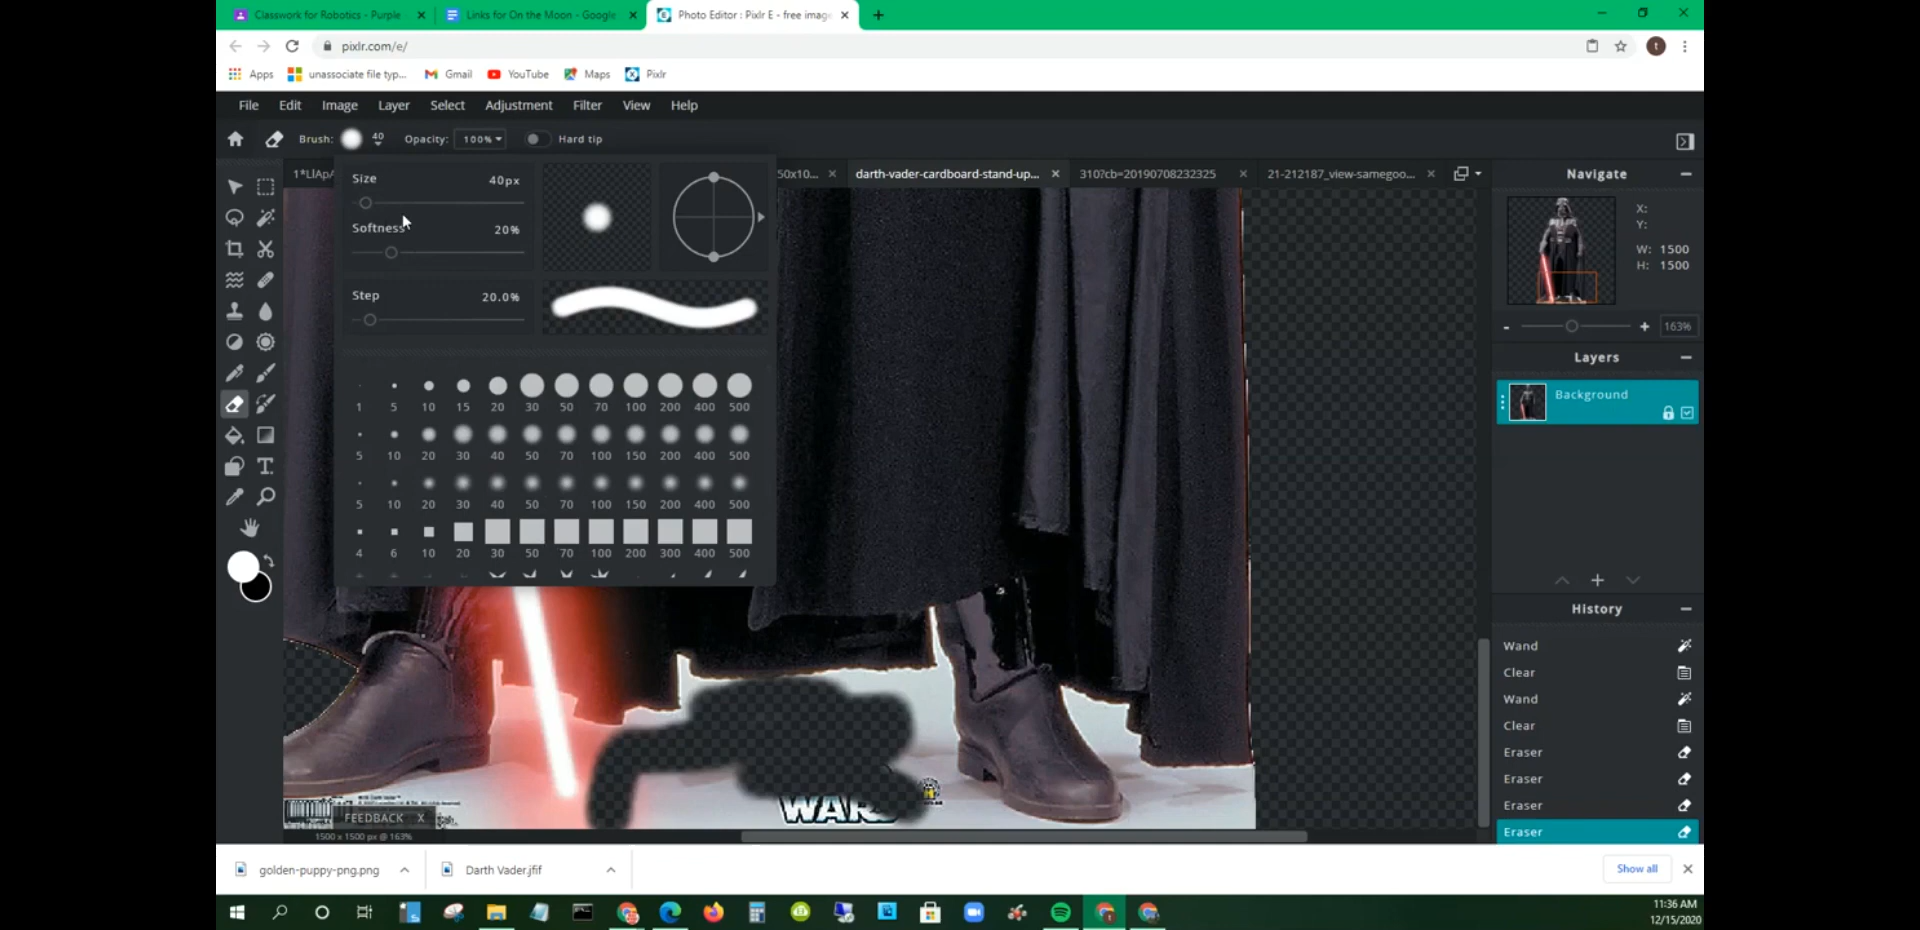 Classwork for Robotics - Purple
Links for On the Moon - Google
Photo Editor : Pixlr E - free imag
pixlr.com/e/
t
Apps
unassociate file typ...
Gmail
YouTube
Maps
Pixlr
File Edit Image Layer Select Adjustment Filter View Help
Brush: 40 Opacity: 100% Hard tip
50x10...
darth-vader-cardboard-stand-up...
310?cb=20190708232325
21-212187_view-samegoo...
Size 40px
Softness 20%
Step 20.0%
1 5 10 15 20 30 50 70 100 200 400 500
5 10 20 30 40 50 70 100 150 200 400 500
5 10 20 30 40 50 70 100 150 200 400 500
4 6 10 20 30 50 70 100 200 300 400 500
Navigate
X:
Y:
W: 1500
H: 1500
163%
Layers
Background
History
Wand
Clear
Wand
Clear
Eraser
Eraser
Eraser
Eraser
WARS
FEEDBACK X
1500 x 1500 px @ 163%
golden-puppy-png.png
Darth Vader.jfif
Show all
11:36 AM
12/15/2020